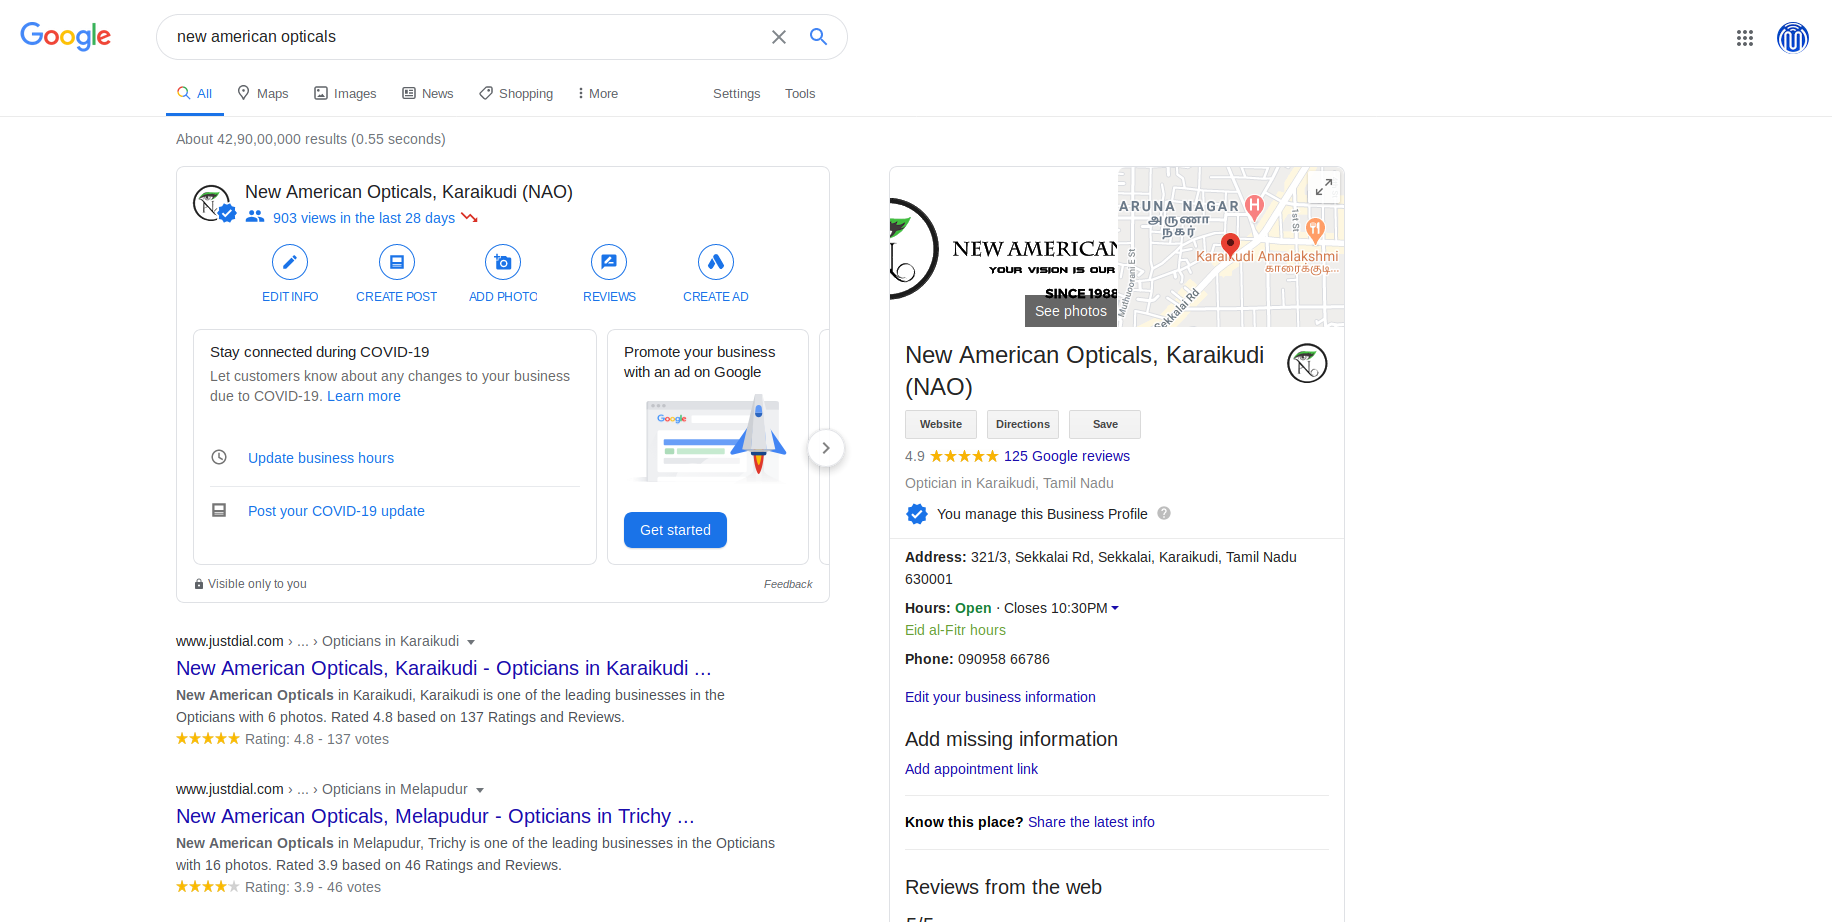 Google
new american opticals
All
Maps
Images
News
Shopping
More
Settings
Tools
About 42,90,00,000 results (0.55 seconds)
New American Opticals, Karaikudi (NAO)
903 views in the last 28 days
EDIT INFO
CREATE POST
ADD PHOTO
REVIEWS
CREATE AD
Stay connected during COVID-19
Let customers know about any changes to your business
due to COVID-19. Learn more
Update business hours
Post your COVID-19 update
Promote your business
with an ad on Google
Google
Get started
Visible only to you
Feedback
www.justdial.com › ... › Opticians in Karaikudi
New American Opticals, Karaikudi - Opticians in Karaikudi ...
New American Opticals in Karaikudi, Karaikudi is one of the leading businesses in the
Opticians with 6 photos. Rated 4.8 based on 137 Ratings and Reviews.
Rating: 4.8 - 137 votes
www.justdial.com › ... › Opticians in Melapudur
New American Opticals, Melapudur - Opticians in Trichy ...
New American Opticals in Melapudur, Trichy is one of the leading businesses in the Opticians
with 16 photos. Rated 3.9 based on 46 Ratings and Reviews.
Rating: 3.9 - 46 votes
NEW AMERICAN
YOUR VISION IS OUR
SINCE 1988
See photos
ARUNA NAGAR
அருணா
நகர்
H
1st St
Karaikudi Annalakshmi
காரைக்குடி...
Muthuoorani E St
Sekkalai Rd
New American Opticals, Karaikudi
(NAO)
Website
Directions
Save
4.9
125 Google reviews
Optician in Karaikudi, Tamil Nadu
You manage this Business Profile
Address: 321/3, Sekkalai Rd, Sekkalai, Karaikudi, Tamil Nadu
630001
Hours: Open · Closes 10:30PM
Eid al-Fitr hours
Phone: 090958 66786
Edit your business information
Add missing information
Add appointment link
Know this place? Share the latest info
Reviews from the web
5/5